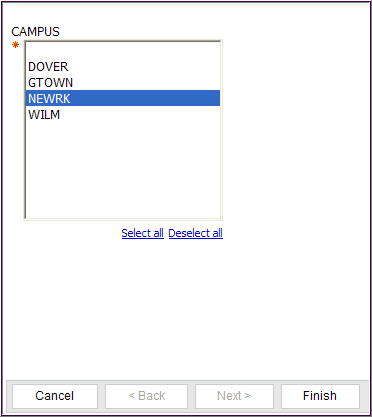 CAMPUS
DOVER
GTOWN
NEWRK
WILM
Select all Deselect all
Cancel < Back Next > Finish